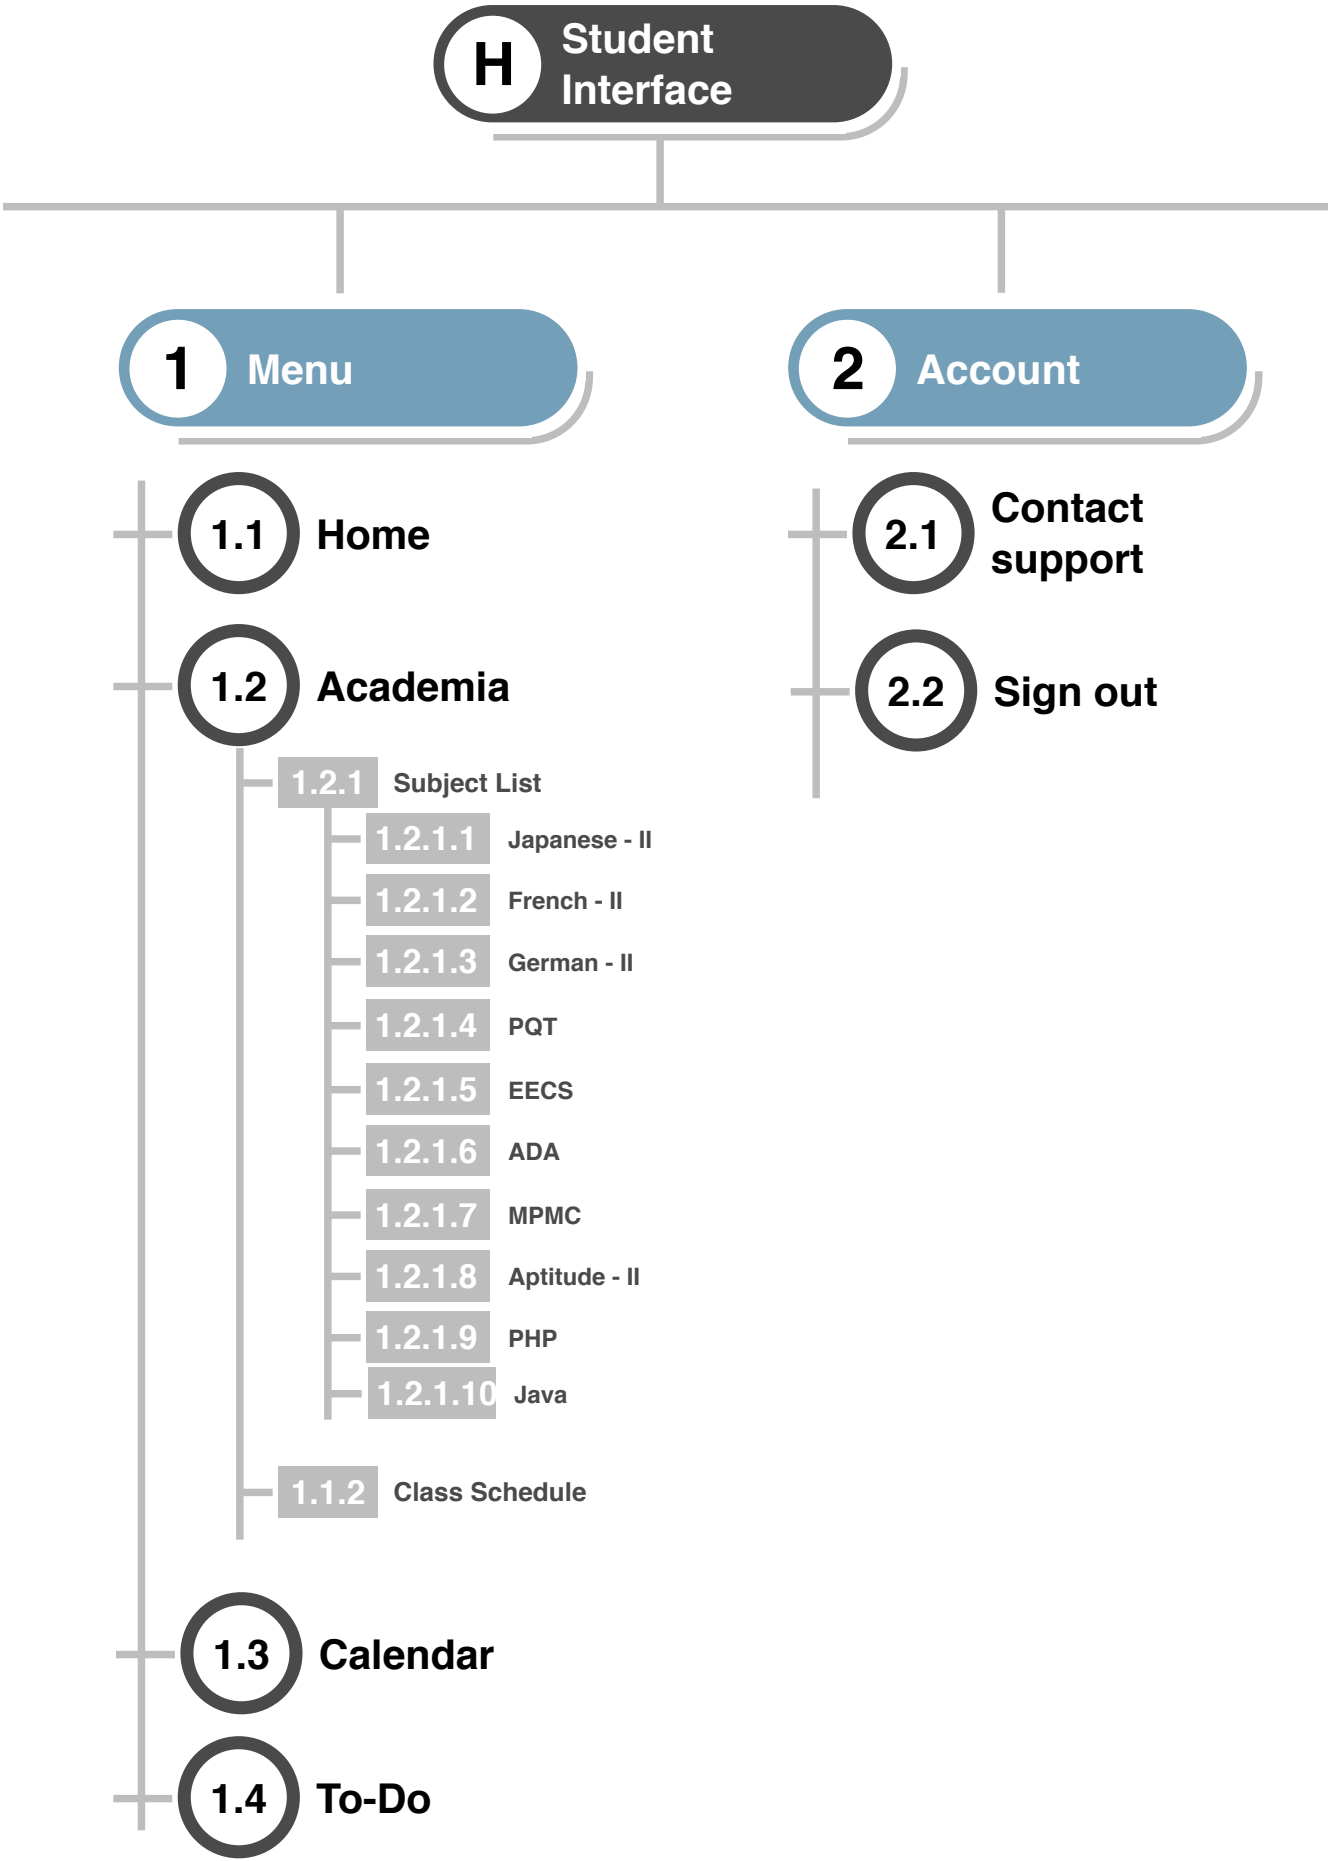 H
Student
Interface
1 Menu
2 Account
1.1 Home
1.2 Academia
1.2.1 Subject List
1.2.1.1 Japanese - II
1.2.1.2 French - II
1.2.1.3 German - II
1.2.1.4 PQT
1.2.1.5 EECS
1.2.1.6 ADA
1.2.1.7 MPMC
1.2.1.8 Aptitude - II
1.2.1.9 PHP
1.2.1.10 Java
1.1.2 Class Schedule
1.3 Calendar
1.4 To-Do
2.1
Contact
support
2.2 Sign out